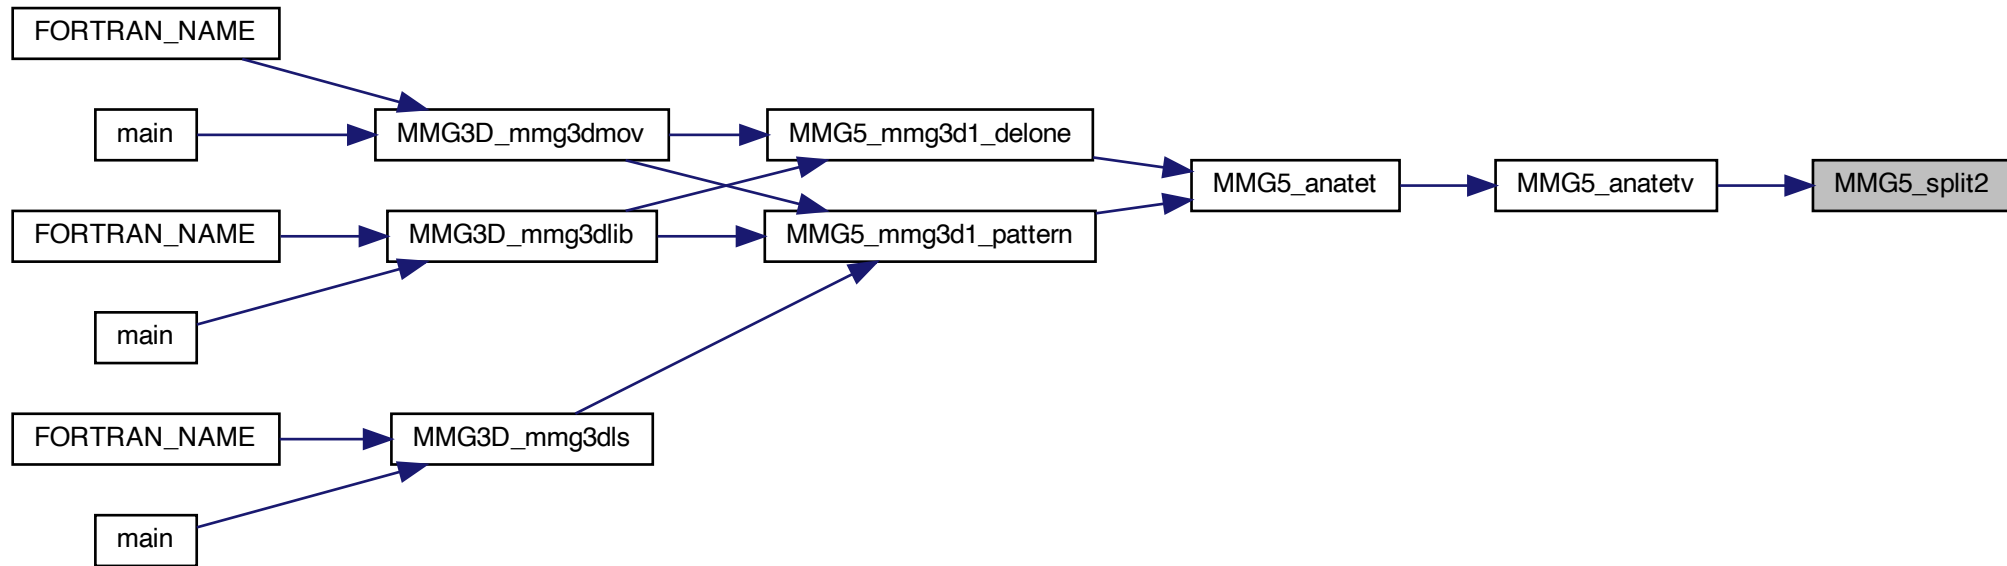 FORTRAN_NAME
main
MMG3D_mmg3dmov
MMG5_mmg3d1_delone
MMG5_anatet
MMG5_anatetv
MMG5_split2
FORTRAN_NAME
MMG3D_mmg3dlib
MMG5_mmg3d1_pattern
main
FORTRAN_NAME
MMG3D_mmg3dls
main